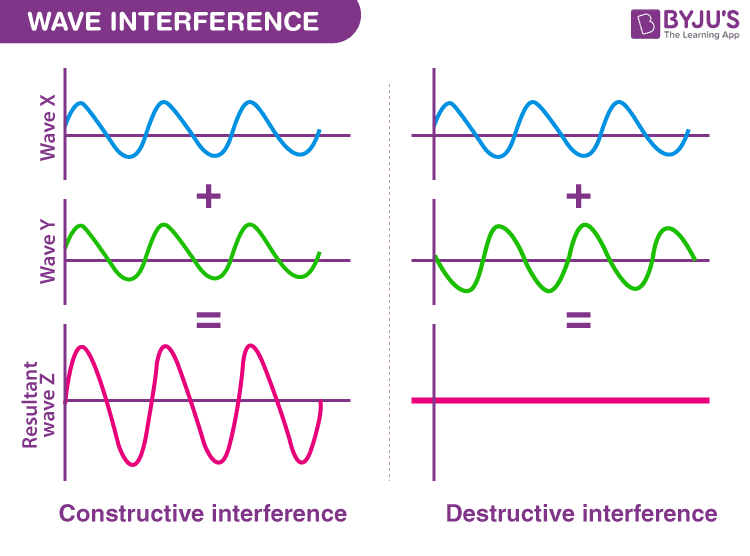 WAVE INTERFERENCE
BYJU'S
The Learning App
Wave X
+
+
Wave Y
=
=
Resultant
wave Z
Constructive interference
Destructive interference